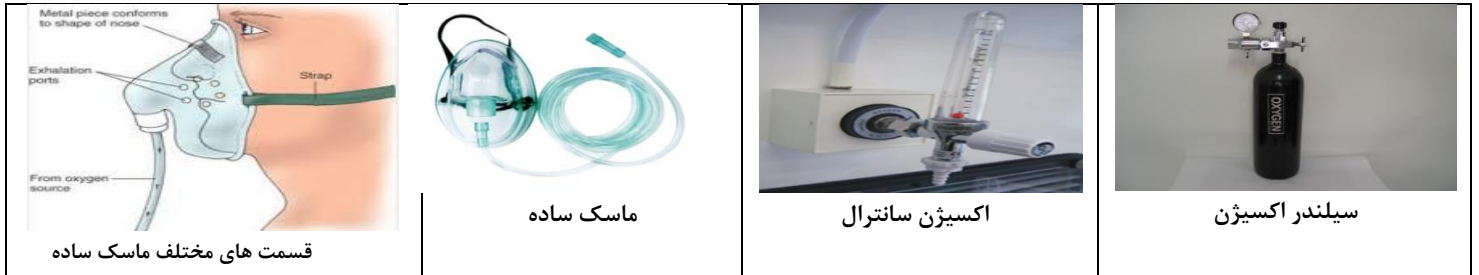 Metal piece conforms
to shape of nose
Exhalation
ports
Strap
From oxygen
source
OXYGEN
سیلندر اکسیژن
اکسیژن سانترال
ماسک ساده
قسمت های مختلف ماسک ساده